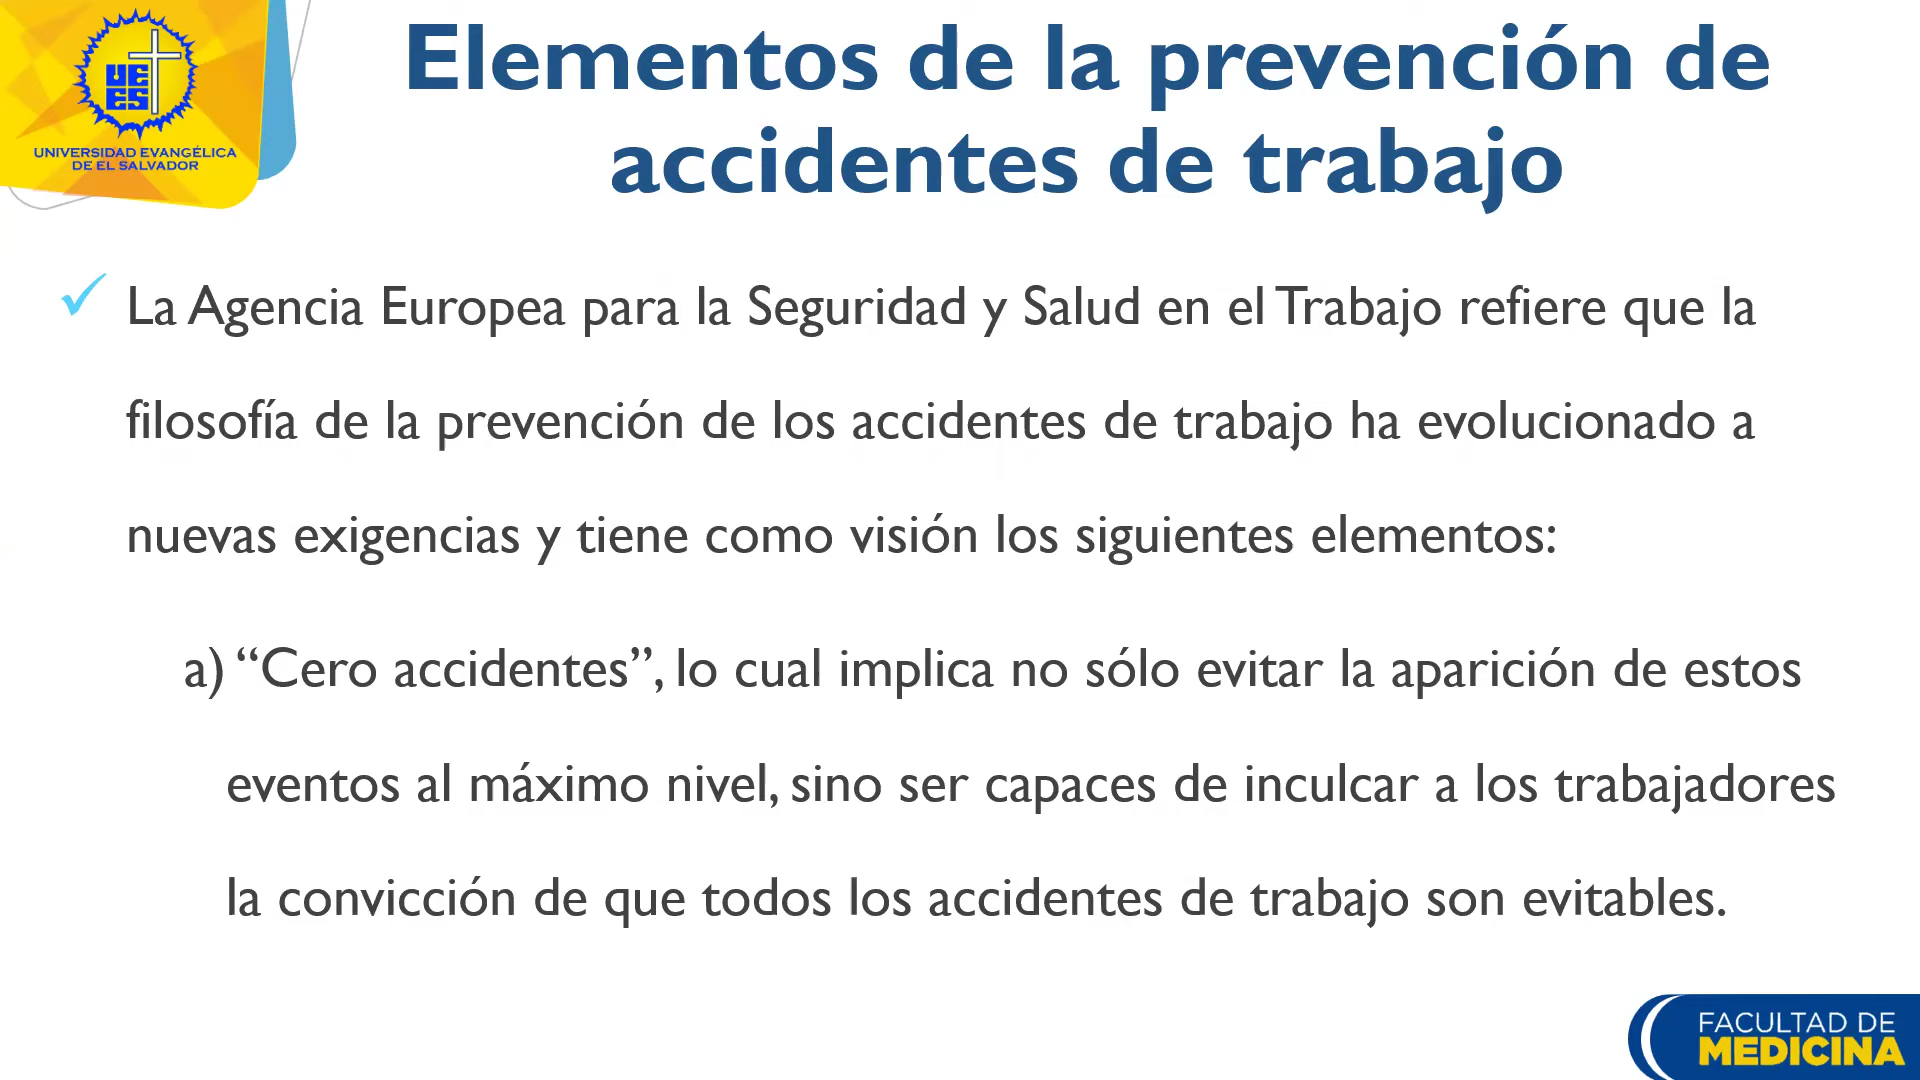 UE
ES
UNIVERSIDAD EVANGÉLICA
DE EL SALVADOR
Elementos de la prevención de
accidentes de trabajo
La Agencia Europea para la Seguridad y Salud en el Trabajo refiere que la
filosofía de la prevención de los accidentes de trabajo ha evolucionado a
nuevas exigencias y tiene como visión los siguientes elementos:
a) “Cero accidentes”, lo cual implica no sólo evitar la aparición de estos
eventos al máximo nivel, sino ser capaces de inculcar a los trabajadores
la convicción de que todos los accidentes de trabajo son evitables.
FACULTAD DE
MEDICINA